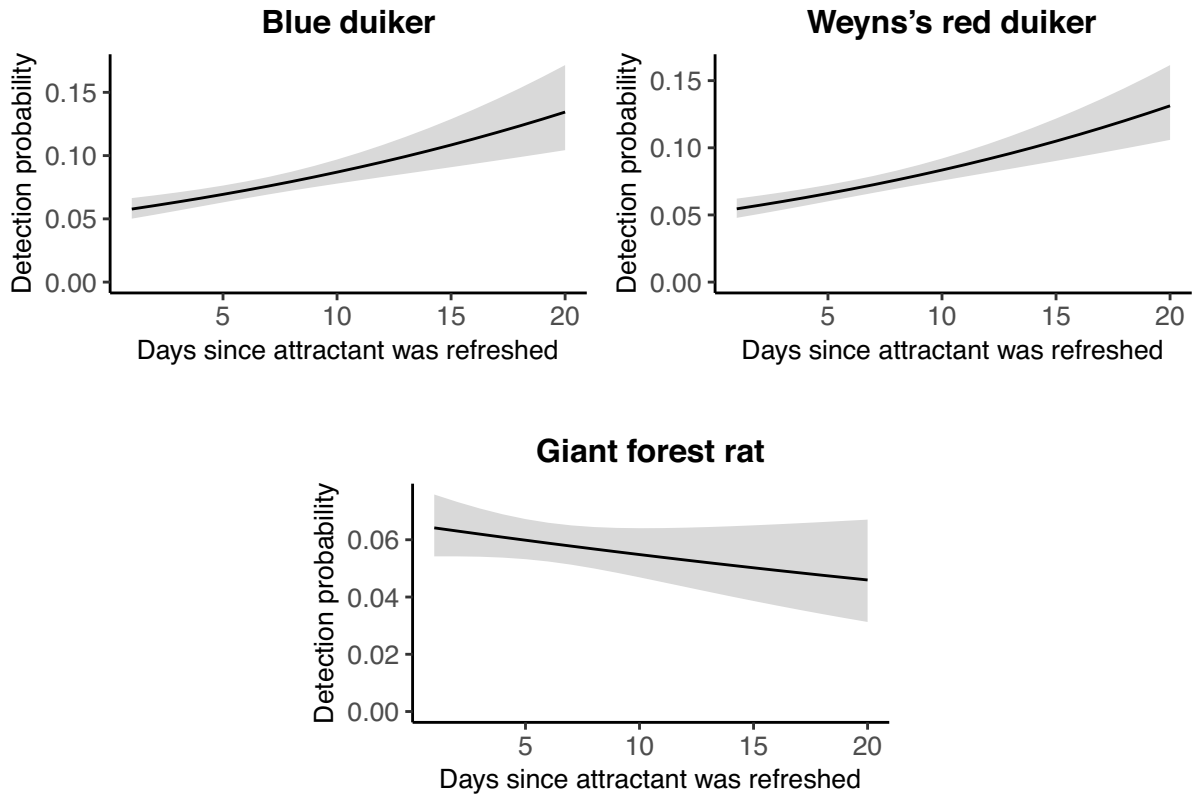 Blue duiker
Detection probability
0.15
0.10
0.05
0.00
5 10 15 20
Days since attractant was refreshed
Weyns’s red duiker
Detection probability
0.15
0.10
0.05
0.00
5 10 15 20
Days since attractant was refreshed
Giant forest rat
Detection probability
0.06
0.04
0.02
0.00
5 10 15 20
Days since attractant was refreshed